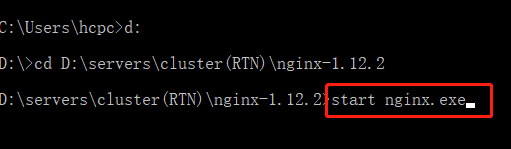 C:\Users\hcpc>d:
D:\>cd D:\servers\cluster(RTN)\nginx-1.12.2
D:\servers\cluster(RTN)\nginx-1.12.2>start nginx.exe